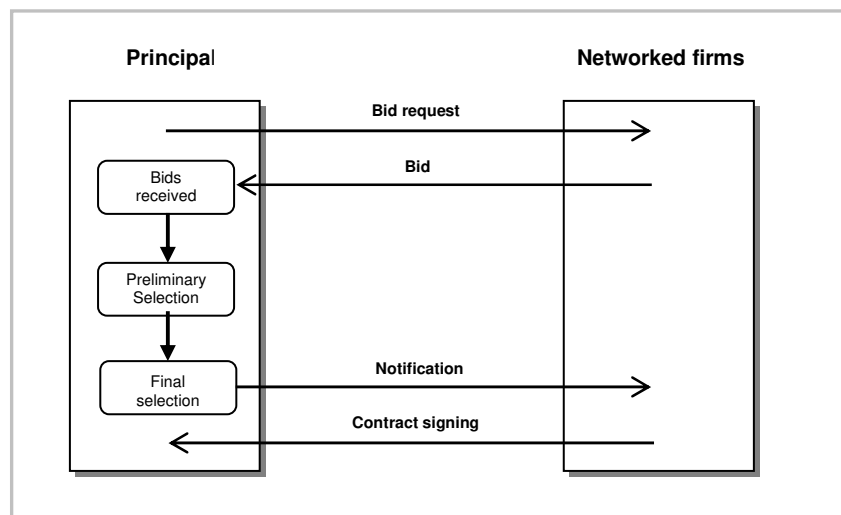 Principal
Networked firms
Bid request
Bid
Bids
received
Preliminary
Selection
Final
selection
Notification
Contract signing